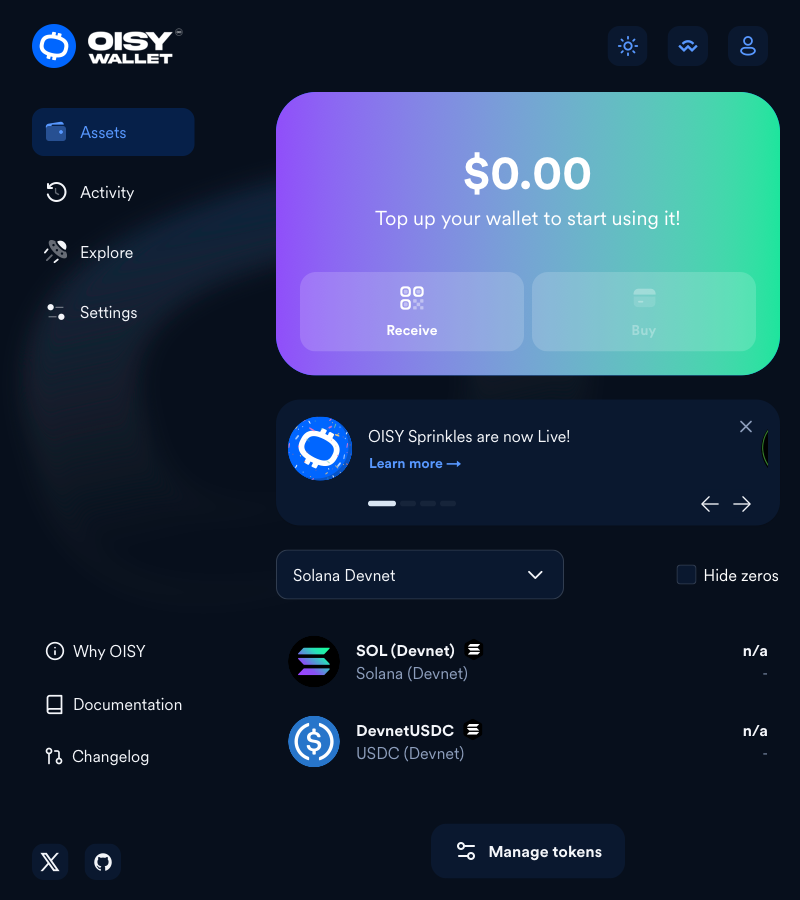 OISY
WALLET
Assets
Activity
Explore
Settings
$0.00
Top up your wallet to start using it!
Receive
Buy
OISY Sprinkles are now Live!
Learn more →
Solana Devnet
Hide zeros
SOL (Devnet)
n/a
Solana (Devnet)
-
DevnetUSDC
n/a
USDC (Devnet)
-
Why OISY
Documentation
Changelog
Manage tokens